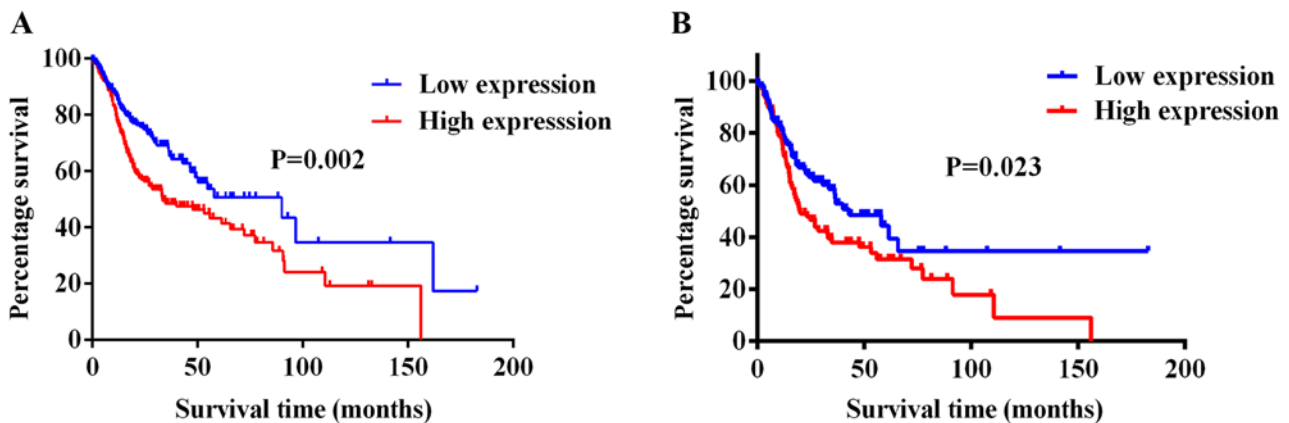 A
Percentage survival
100
80
60
40
20
0
Low expression
High expresssion
P=0.002
0 50 100 150 200
Survival time (months)
B
Percentage survival
100
80
60
40
20
0
Low expression
High expression
P=0.023
0 50 100 150 200
Survival time (months)